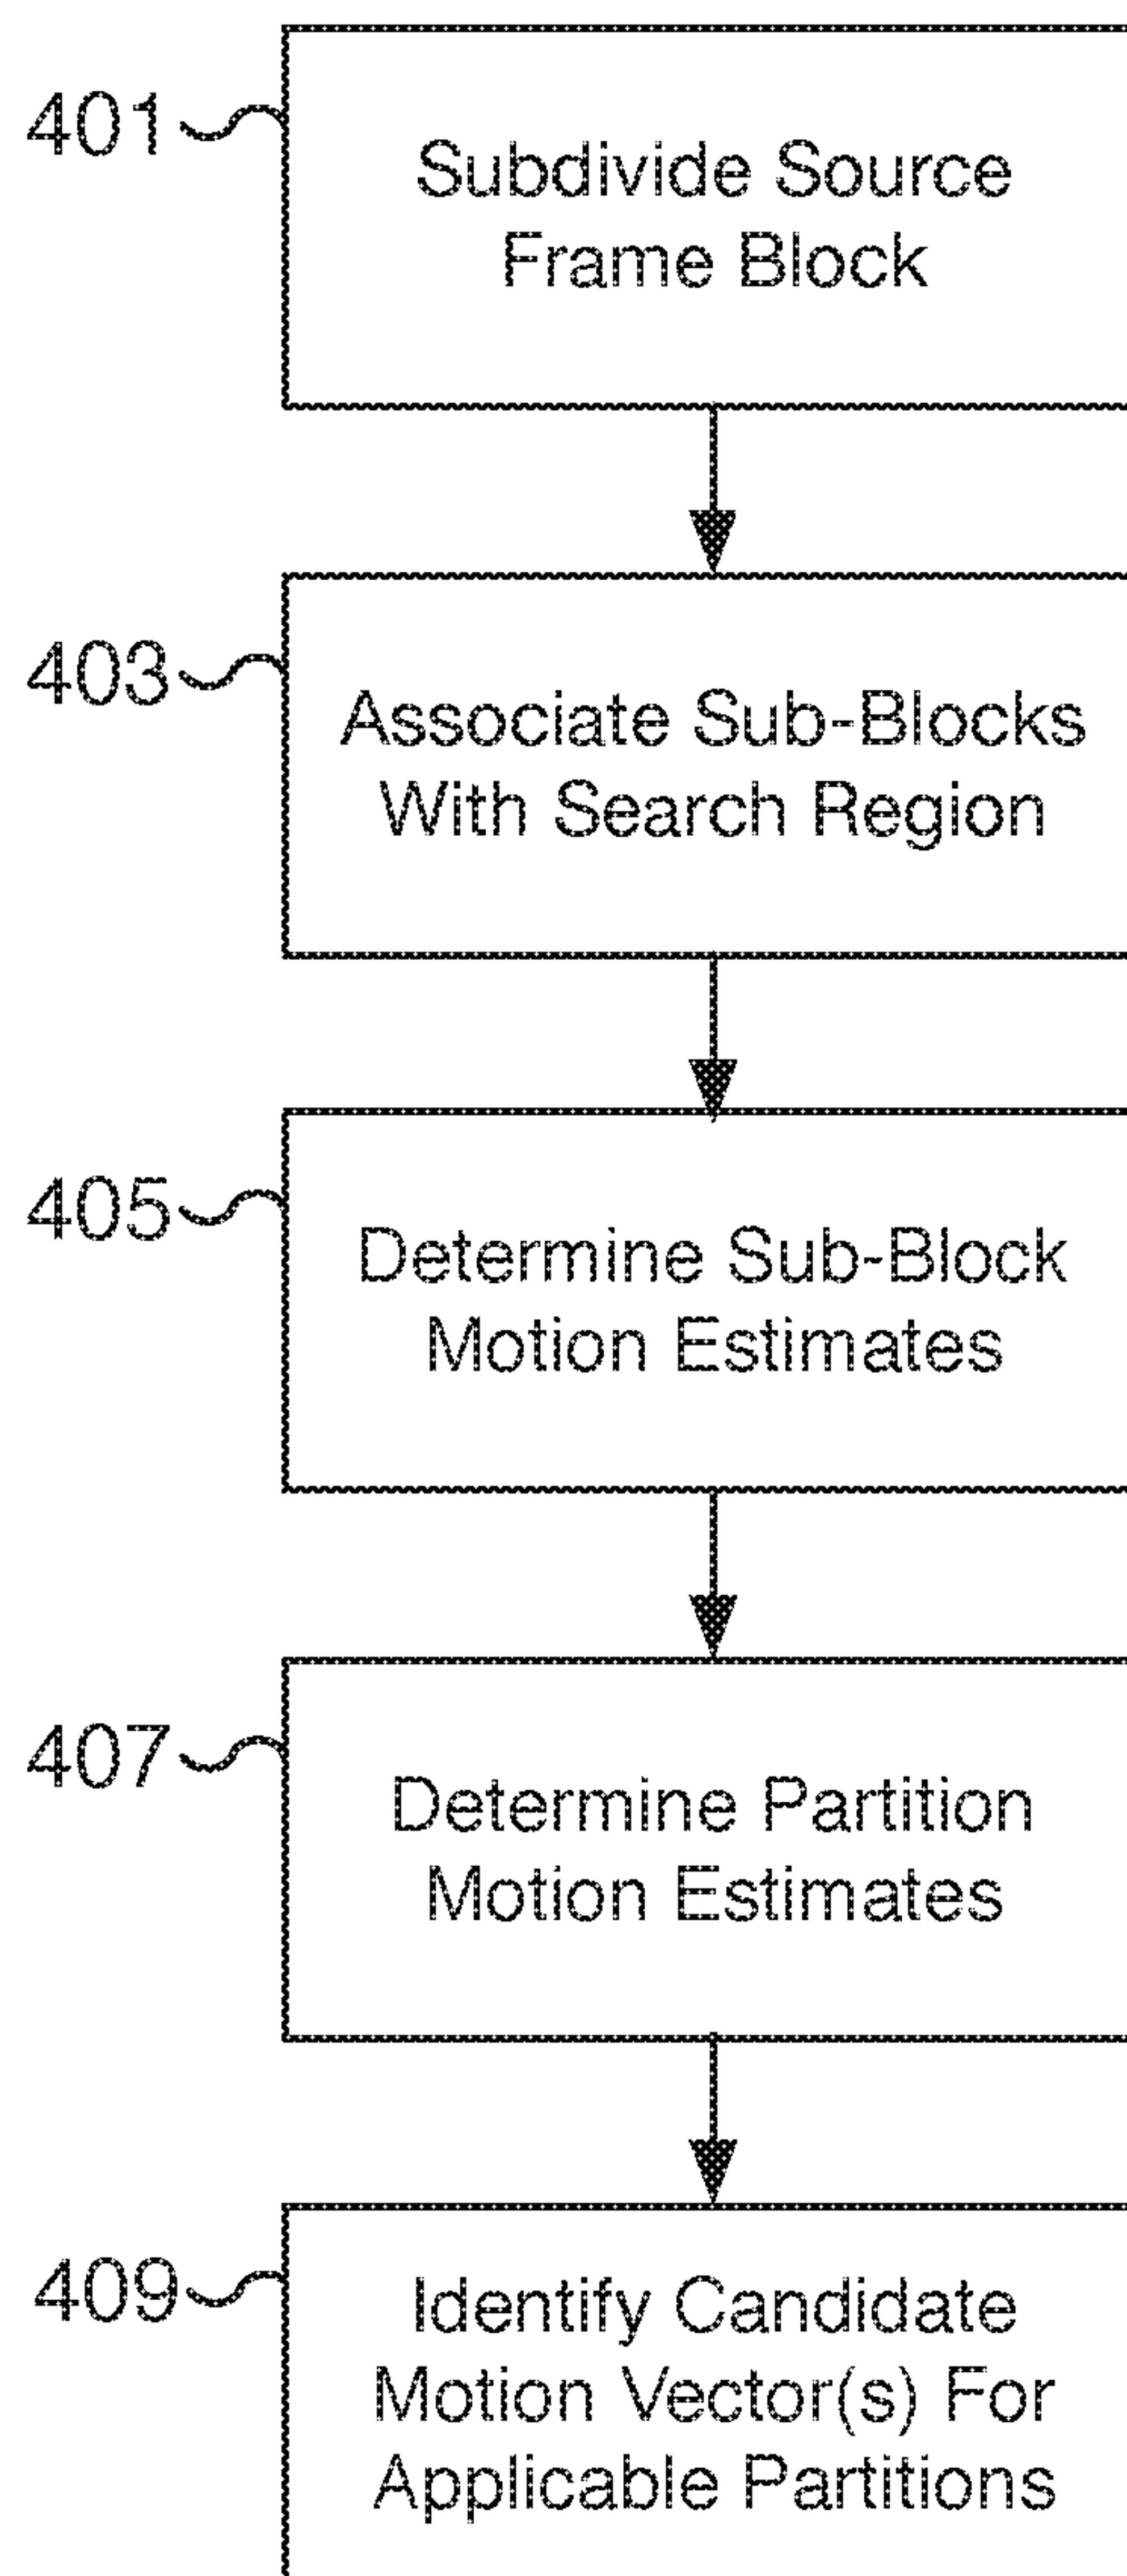 401
Subdivide Source
Frame Block
403
Associate Sub-Blocks
With Search Region
405
Determine Sub-Block
Motion Estimates
407
Determine Partition
Motion Estimates
409
Identify Candidate
Motion Vector(s) For
Applicable Partitions